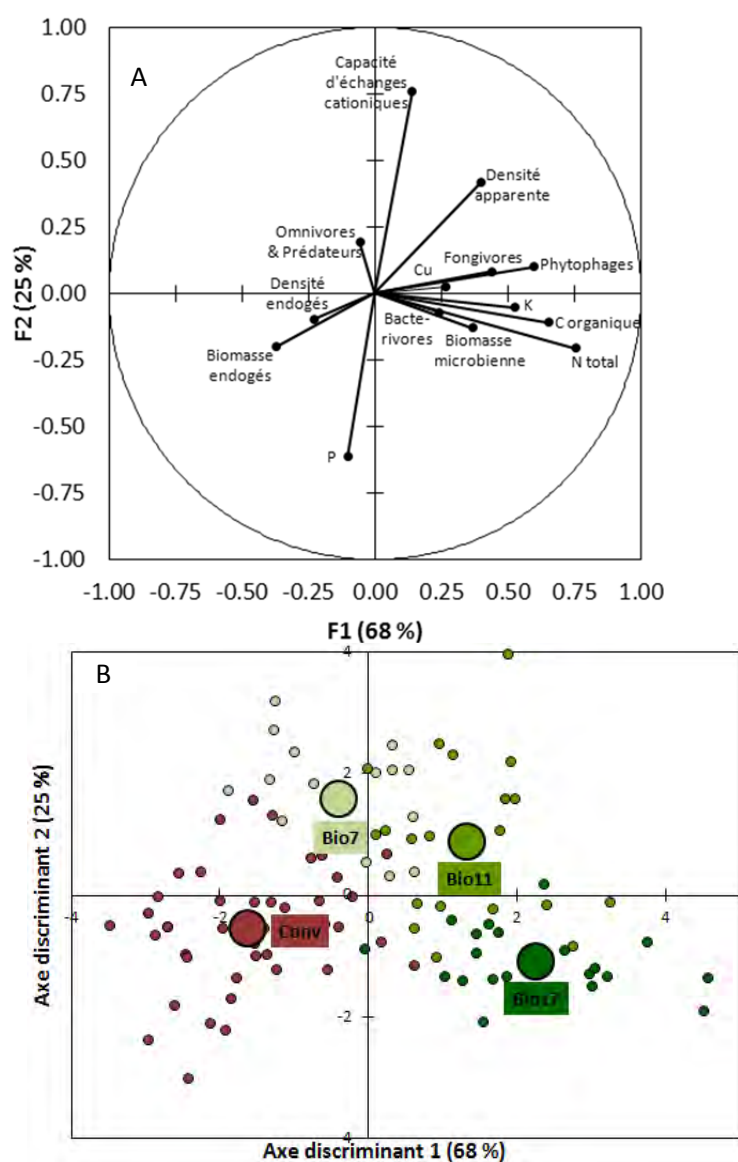 A
1.00
0.75
0.50
0.25
0.00
-0.25
-0.50
-0.75
-1.00
F2 (25 %)
Capacité
d'échanges
cationiques
Densité
apparente
Omnivores
& Prédateurs
Cu
Fongivores
Phytophages
Densité
endogés
K
Bacte-
rivores
C organique
Biomasse
microbienne
Biomasse
endogés
N total
P
-1.00 -0.75 -0.50 -0.25 0.00 0.25 0.50 0.75 1.00
F1 (68 %)
B
4
2
0
-2
4
-4
-2
0
2
4
Axe discriminant 2 (25 %)
Bio7
Bio11
Conv
Bio17
Axe discriminant 1 (68 %)